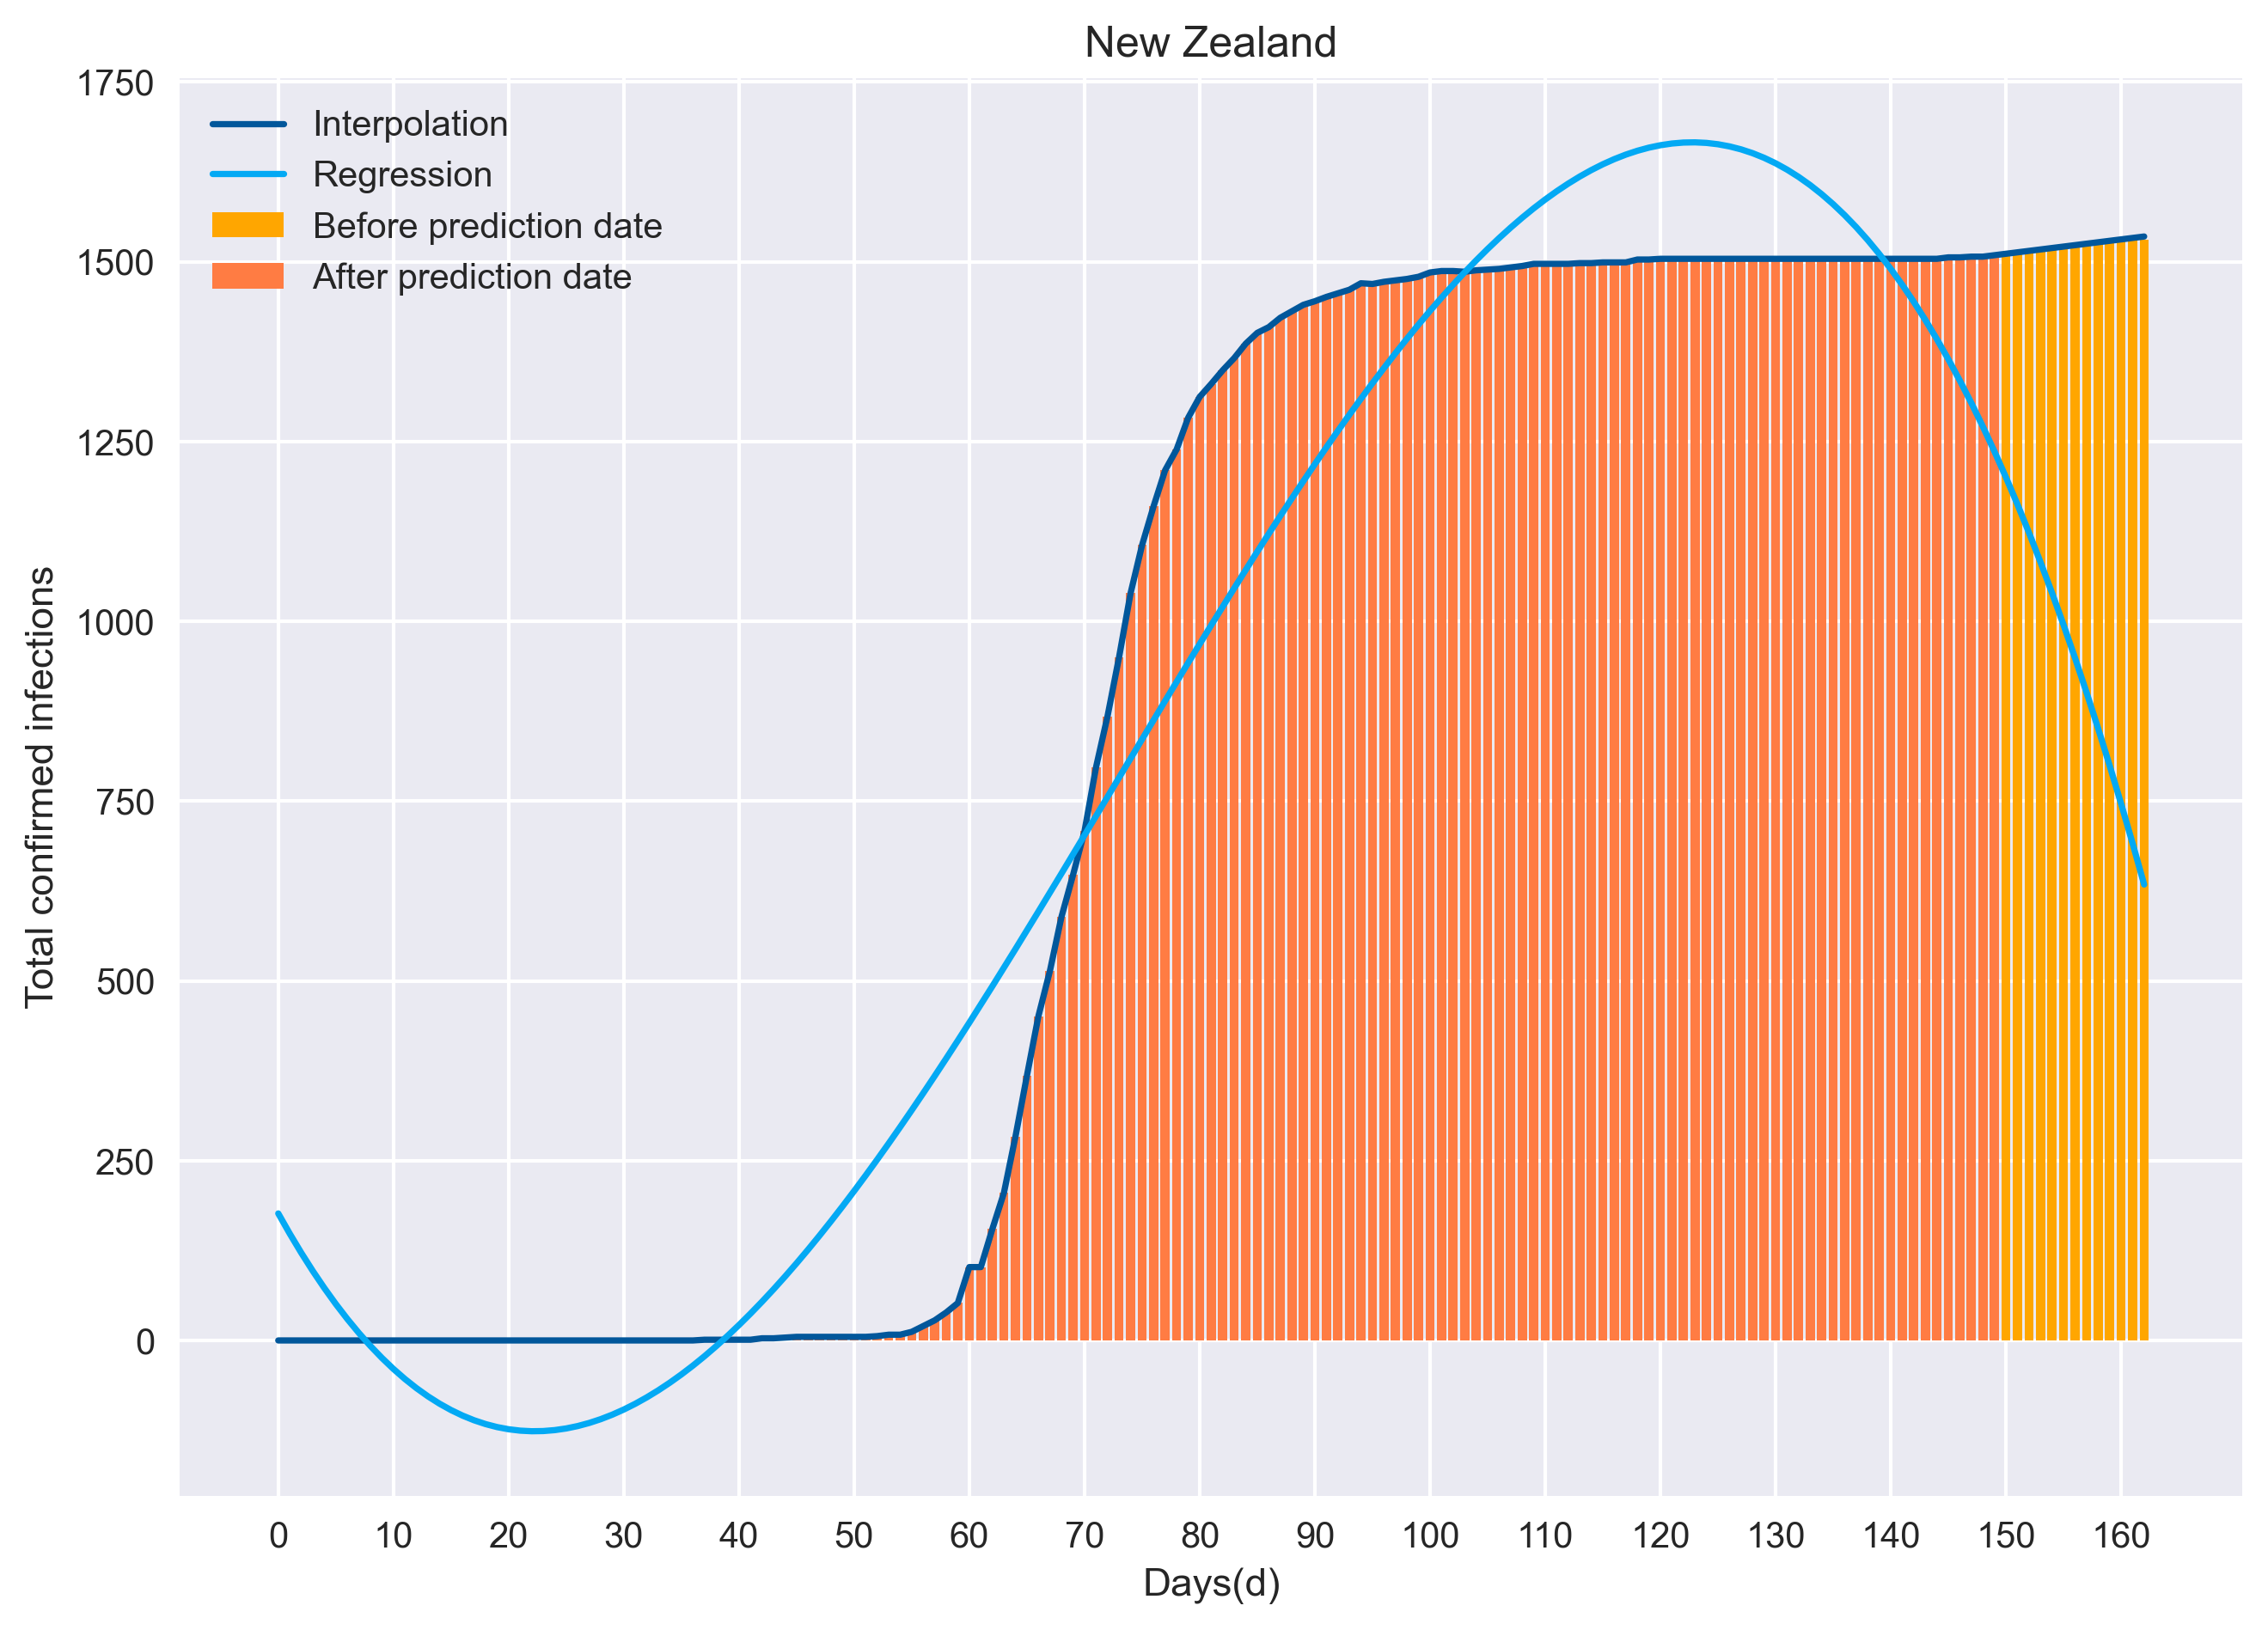 New Zealand
1750
1500
1250
1000
750
500
250
0
Total confirmed infections
Interpolation
Regression
Before prediction date
After prediction date
0 10 20 30 40 50 60 70 80 90 100 110 120 130 140 150 160
Days(d)